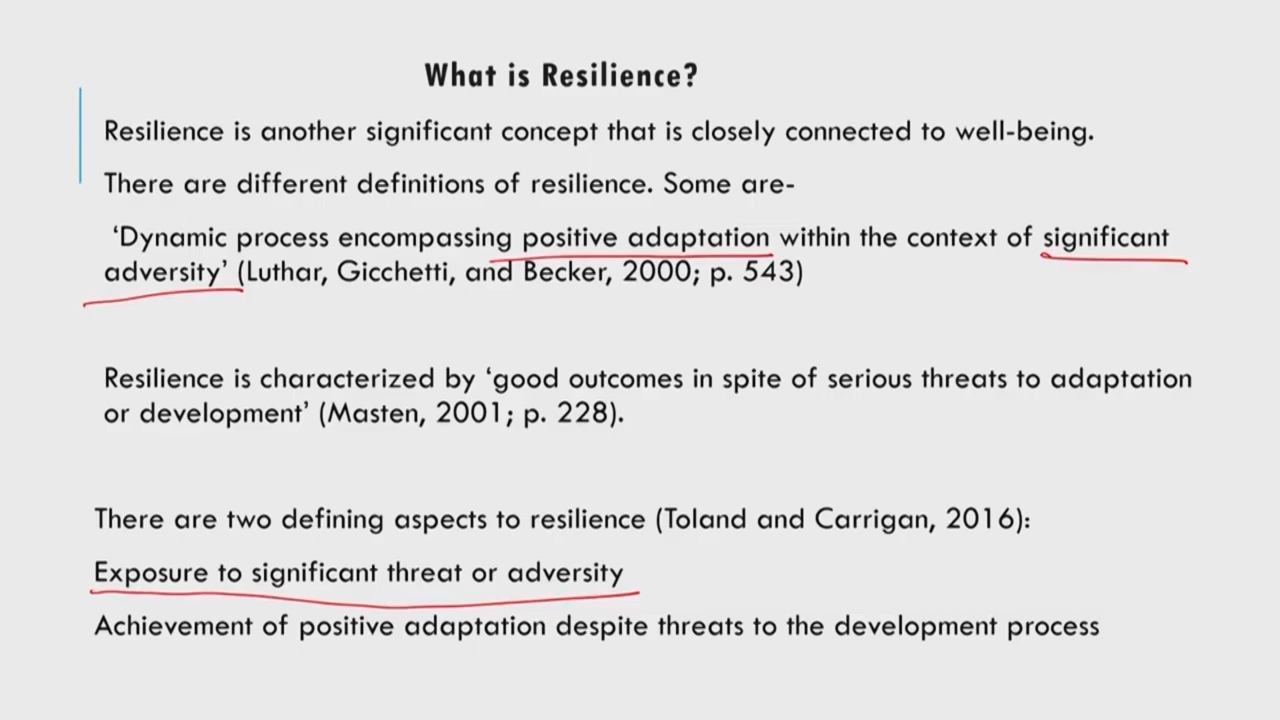 What is Resilience?
Resilience is another significant concept that is closely connected to well-being.
There are different definitions of resilience. Some are-
‘Dynamic process encompassing positive adaptation within the context of significant
adversity’ (Luthar, Gicchetti, and Becker, 2000; p. 543)
Resilience is characterized by ‘good outcomes in spite of serious threats to adaptation
or development’ (Masten, 2001; p. 228).
There are two defining aspects to resilience (Toland and Carrigan, 2016):
Exposure to significant threat or adversity
Achievement of positive adaptation despite threats to the development process